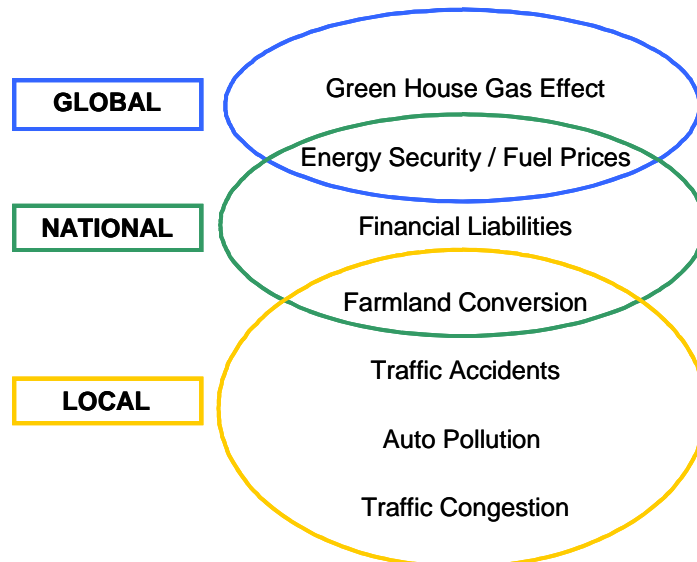 GLOBAL
Green House Gas Effect
Energy Security / Fuel Prices
NATIONAL
Financial Liabilities
Farmland Conversion
Traffic Accidents
LOCAL
Auto Pollution
Traffic Congestion